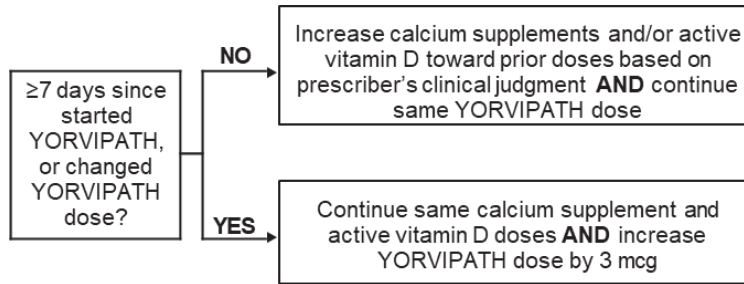 ≥7 days since
started
YORVIPATH,
or changed
YORVIPATH
dose?
NO
Increase calcium supplements and/or active
vitamin D toward prior doses based on
prescriber's clinical judgment AND continue
same YORVIPATH dose
YES
Continue same calcium supplement and
active vitamin D doses AND increase
YORVIPATH dose by 3 mcg